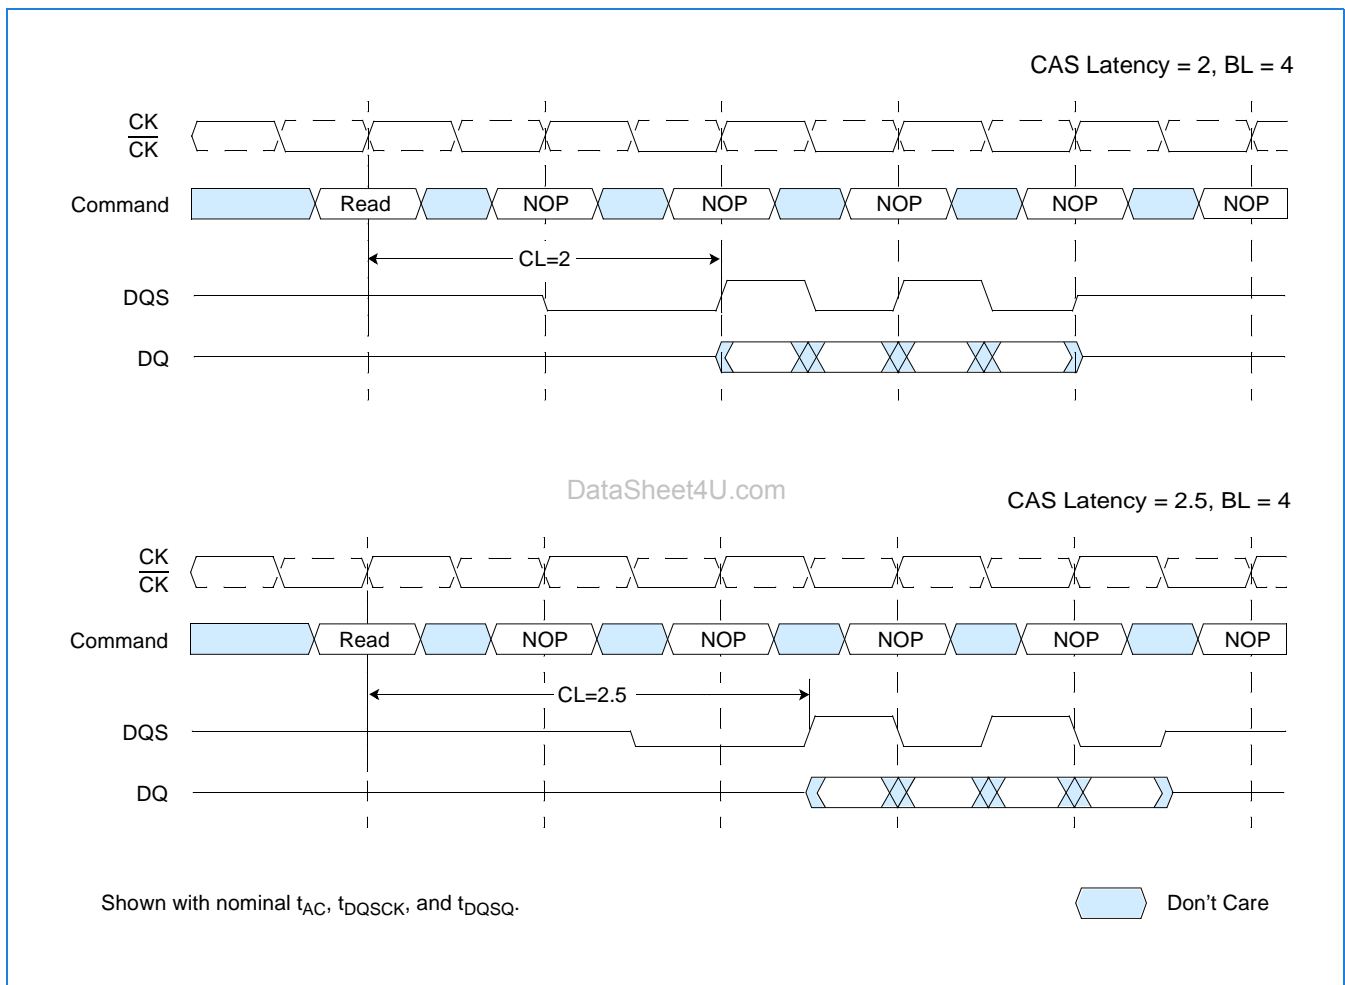 CAS Latency = 2, BL = 4
CK
CK
Command
Read
NOP
NOP
NOP
NOP
NOP
CL=2
DQS
DQ
DataSheet4U.com
CAS Latency = 2.5, BL = 4
CK
CK
Command
Read
NOP
NOP
NOP
NOP
NOP
CL=2.5
DQS
DQ
Shown with nominal tAC, tDQSCK, and tDQSQ.
Don't Care